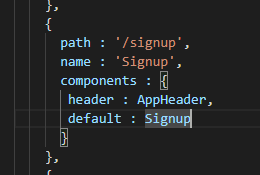 },
{
path : '/signup',
name : 'Signup',
components : {
header : AppHeader,
default : Signup
}
},
{